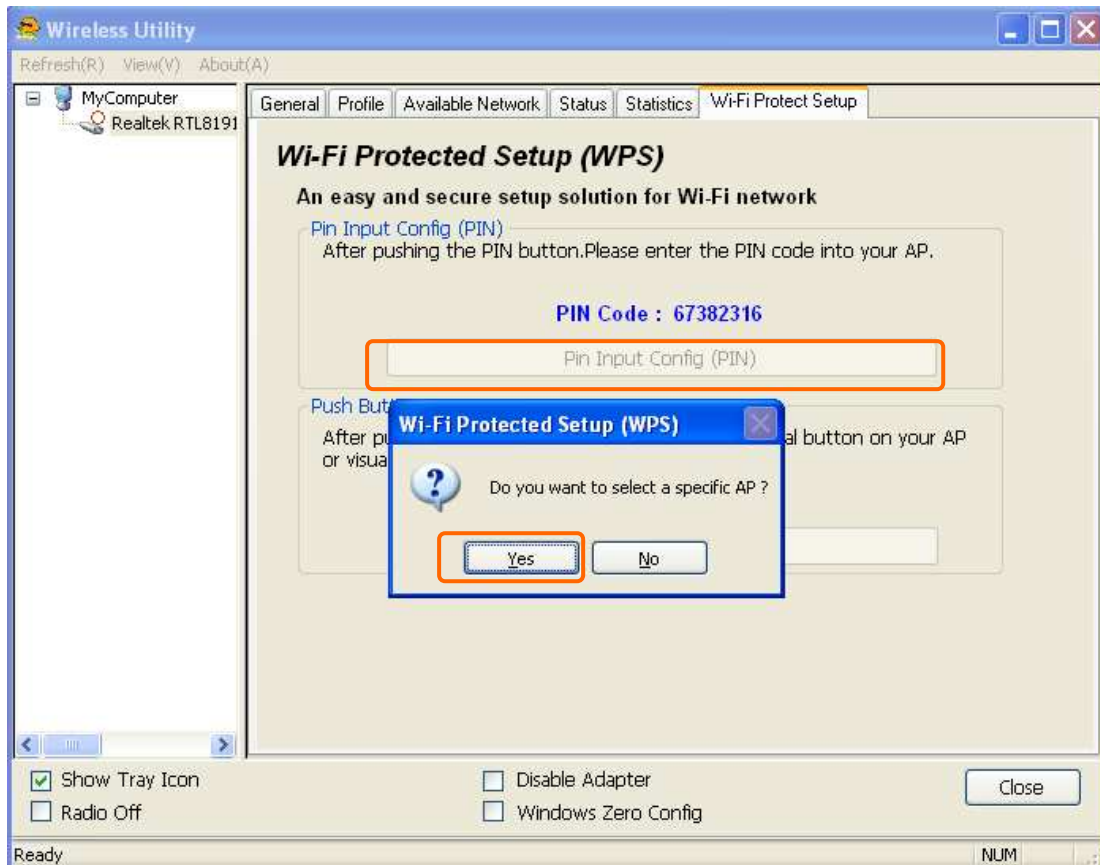 Wireless Utility
Refresh(R) View(V) About(A)
MyComputer
Realtek RTL8191
General Profile Available Network Status Statistics Wi-Fi Protect Setup
Wi-Fi Protected Setup (WPS)
An easy and secure setup solution for Wi-Fi network
Pin Input Config (PIN)
After pushing the PIN button.Please enter the PIN code into your AP.
PIN Code : 67382316
Pin Input Config (PIN)
Push But
After pu
al button on your AP
or visua
Wi-Fi Protected Setup (WPS)
Do you want to select a specific AP ?
Yes No
Show Tray Icon Disable Adapter
Close
Radio Off Windows Zero Config
Ready NUM